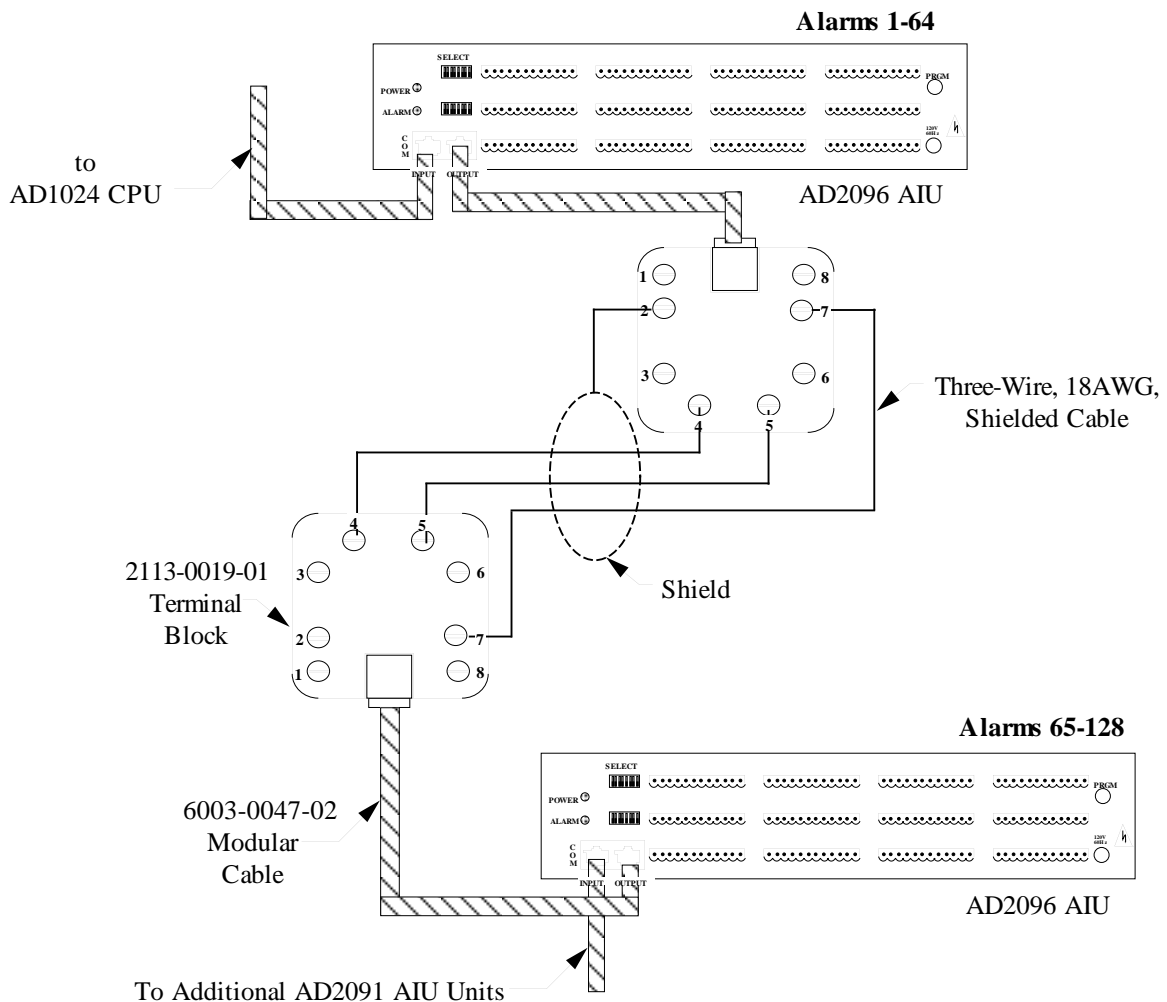 Alarms 1-64
SELECT
POWER
ALARM
PRGM
120V
60Hz
C
O
M
INPUT
OUTPUT
to
AD1024 CPU
AD2096 AIU
1
8
2
7
3
6
4
5
Three-Wire, 18AWG,
Shielded Cable
4
5
3
6
2
7
1
8
2113-0019-01
Terminal
Block
Shield
Alarms 65-128
SELECT
POWER
ALARM
PRGM
120V
60Hz
C
O
M
INPUT
OUTPUT
6003-0047-02
Modular
Cable
AD2096 AIU
To Additional AD2091 AIU Units